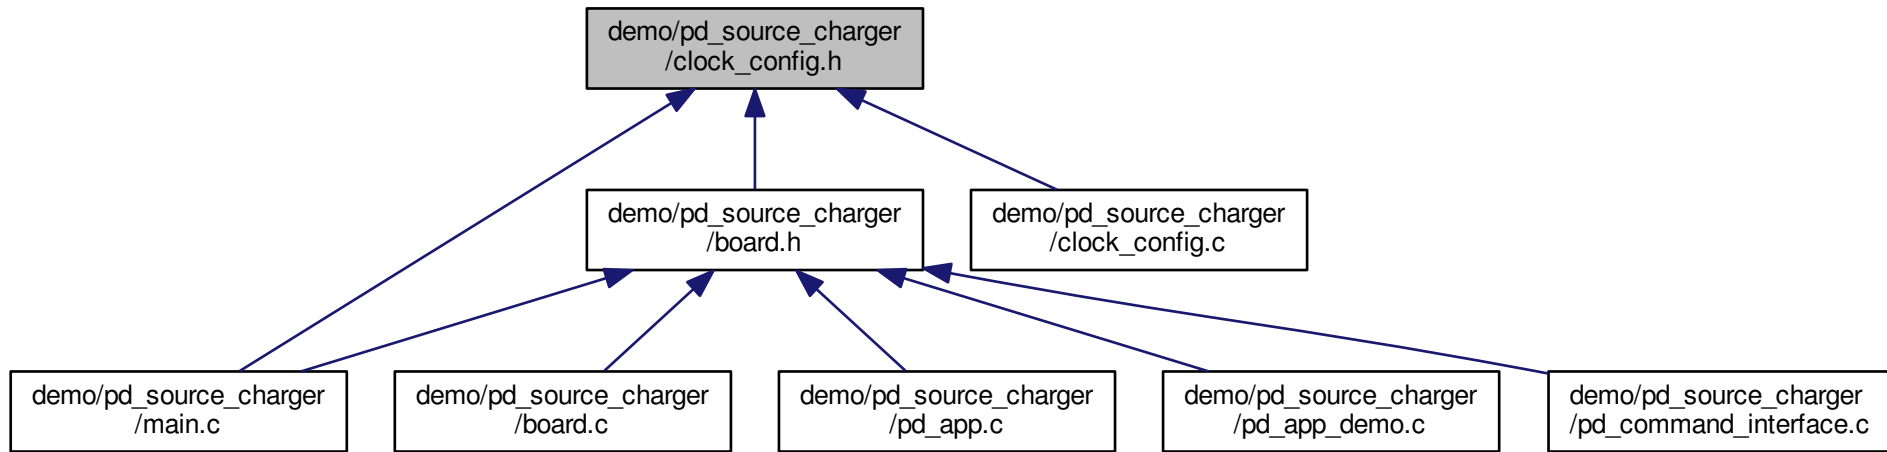 demo/pd_source_charger
/clock_config.h
demo/pd_source_charger
/board.h
demo/pd_source_charger
/clock_config.c
demo/pd_source_charger
/main.c
demo/pd_source_charger
/board.c
demo/pd_source_charger
/pd_app.c
demo/pd_source_charger
/pd_app_demo.c
demo/pd_source_charger
/pd_command_interface.c